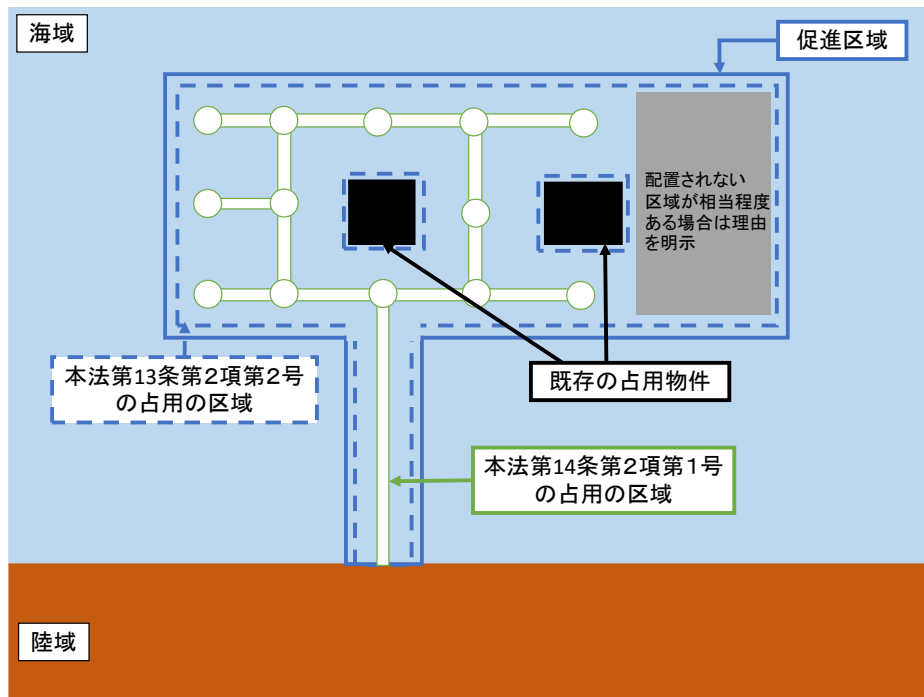 海域
促進区域
配置されない
区域が相当程度
ある場合は理由
を明示
本法第13条第2項第2号
の占用の区域
既存の占用物件
本法第14条第2項第1号
の占用の区域
陸域